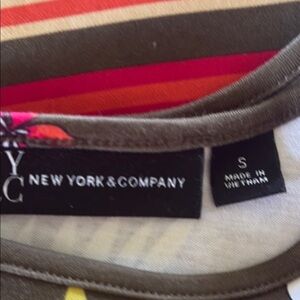 Y
C
NEW YORK & COMPANY
S
MADE IN
VIETNAM